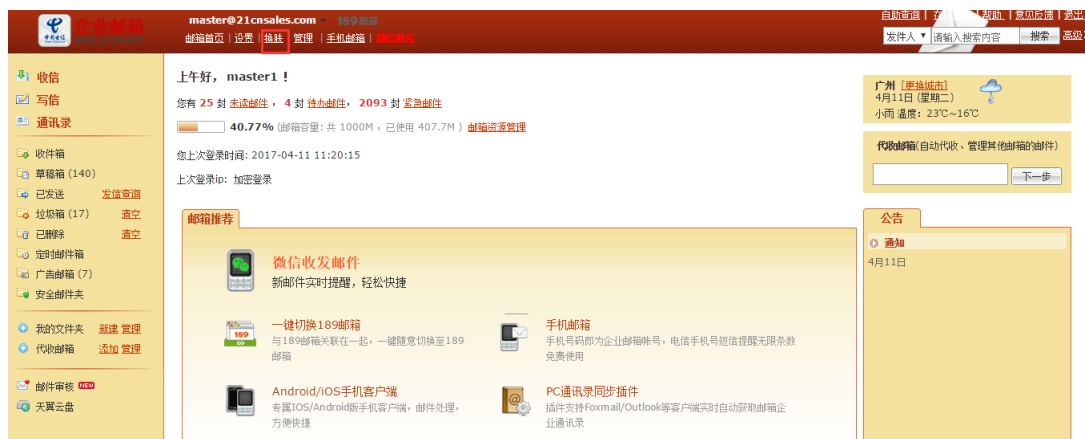 企业邮箱
master@21cnsales.com 189邮箱
邮箱首页 | 设置 | 换肤 管理 | 手机邮箱 |
自助查询 | 帮助 | 意见反馈 | 退出
发件人 请输入搜索内容 搜索 高级
收信
写信
通讯录
收件箱
草稿箱 (140)
已发送 发信查询
垃圾箱 (17) 清空
已删除 清空
定时邮件箱
广告邮箱 (7)
安全邮件夹
我的文件夹 新建 管理
代收邮箱 添加 管理
邮件审核 NEW
天翼云盘
上午好， master1！
您有 25 封 未读邮件 ， 4 封 待办邮件， 2093 封 紧急邮件
40.77% (邮箱容量: 共 1000M ，已使用 407.7M ) 邮箱资源管理
您上次登录时间: 2017-04-11 11:20:15
上次登录ip: 加密登录
邮箱推荐
微信收发邮件
新邮件实时提醒，轻松快捷
一键切换189邮箱
与189邮箱关联在一起，一键随意切换至189
邮箱
手机邮箱
手机号码即为企业邮箱帐号，电信手机号短信提醒无限条数
免费使用
Android/iOS手机客户端
专属IOS/Android版手机客户端，邮件处理，
方便快捷
PC通讯录同步插件
插件支持Foxmail/Outlook等客户端实时自动获取邮箱企
业通讯录
广州 [更换城市]
4月11日 (星期二)
小雨 温度: 23℃~16℃
代收邮箱(自动代收、管理其他邮箱的邮件)
下一步
公告
通知
4月11日